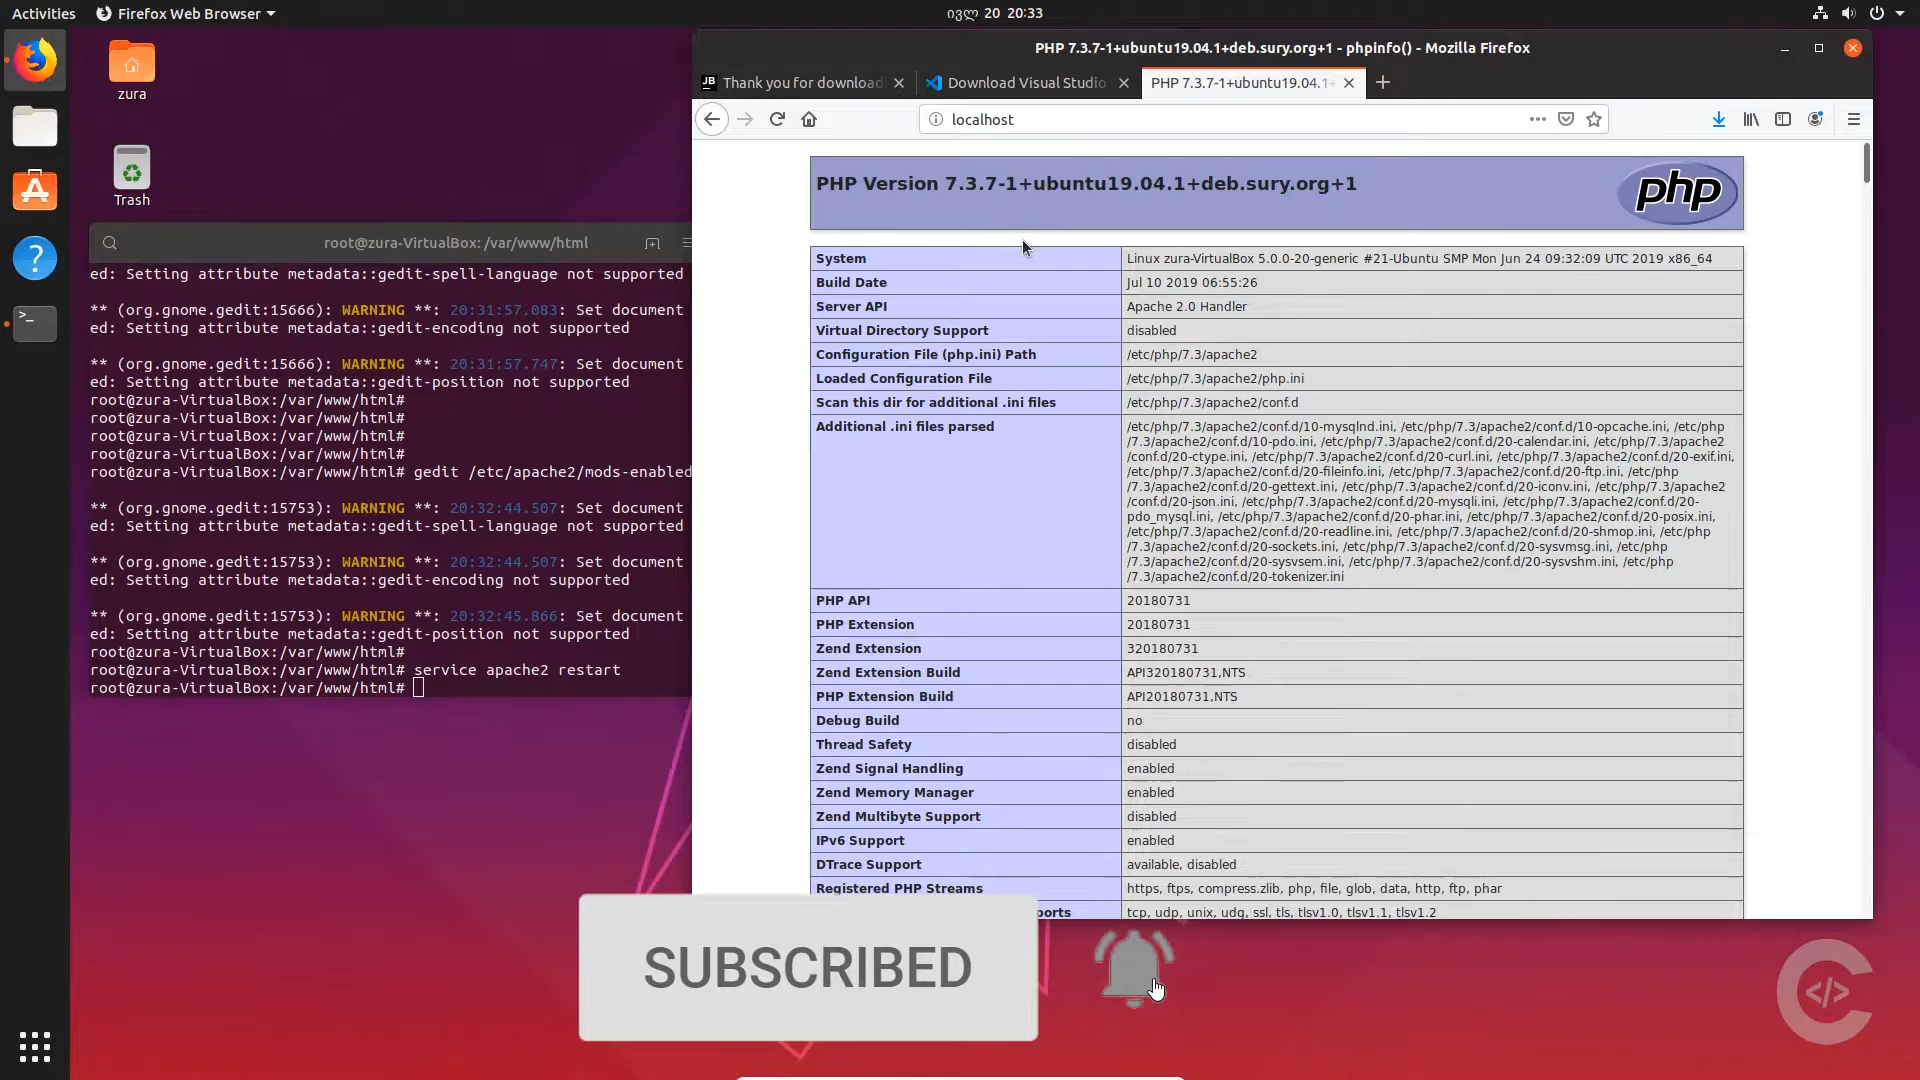 Activities
Firefox Web Browser
ივლ 20 20:33
zura
Trash
root@zura-VirtualBox: /var/www/html
ed: Setting attribute metadata::gedit-spell-language not supported
** (org.gnome.gedit:15666): WARNING **: 20:31:57.083: Set document
ed: Setting attribute metadata::gedit-encoding not supported
** (org.gnome.gedit:15666): WARNING **: 20:31:57.747: Set document
ed: Setting attribute metadata::gedit-position not supported
root@zura-VirtualBox:/var/www/html#
root@zura-VirtualBox:/var/www/html#
root@zura-VirtualBox:/var/www/html#
root@zura-VirtualBox:/var/www/html#
root@zura-VirtualBox:/var/www/html# gedit /etc/apache2/mods-enabled
** (org.gnome.gedit:15753): WARNING **: 20:32:44.507: Set document
ed: Setting attribute metadata::gedit-spell-language not supported
** (org.gnome.gedit:15753): WARNING **: 20:32:44.507: Set document
ed: Setting attribute metadata::gedit-encoding not supported
** (org.gnome.gedit:15753): WARNING **: 20:32:45.866: Set document
ed: Setting attribute metadata::gedit-position not supported
root@zura-VirtualBox:/var/www/html#
root@zura-VirtualBox:/var/www/html# service apache2 restart
root@zura-VirtualBox:/var/www/html#
PHP 7.3.7-1+ubuntu19.04.1+deb.sury.org+1 - phpinfo() - Mozilla Firefox
JB Thank you for download
Download Visual Studio
PHP 7.3.7-1+ubuntu19.04.1+
localhost
PHP Version 7.3.7-1+ubuntu19.04.1+deb.sury.org+1
php
System Linux zura-VirtualBox 5.0.0-20-generic #21-Ubuntu SMP Mon Jun 24 09:32:09 UTC 2019 x86_64
Build Date Jul 10 2019 06:55:26
Server API Apache 2.0 Handler
Virtual Directory Support disabled
Configuration File (php.ini) Path /etc/php/7.3/apache2
Loaded Configuration File /etc/php/7.3/apache2/php.ini
Scan this dir for additional .ini files /etc/php/7.3/apache2/conf.d
Additional .ini files parsed /etc/php/7.3/apache2/conf.d/10-mysqlnd.ini, /etc/php/7.3/apache2/conf.d/10-opcache.ini, /etc/php
/7.3/apache2/conf.d/10-pdo.ini, /etc/php/7.3/apache2/conf.d/20-calendar.ini, /etc/php/7.3/apache2
/conf.d/20-ctype.ini, /etc/php/7.3/apache2/conf.d/20-curl.ini, /etc/php/7.3/apache2/conf.d/20-exif.ini,
/etc/php/7.3/apache2/conf.d/20-fileinfo.ini, /etc/php/7.3/apache2/conf.d/20-ftp.ini, /etc/php
/7.3/apache2/conf.d/20-gettext.ini, /etc/php/7.3/apache2/conf.d/20-iconv.ini, /etc/php/7.3/apache2
/conf.d/20-json.ini, /etc/php/7.3/apache2/conf.d/20-mysqli.ini, /etc/php/7.3/apache2/conf.d/20-
pdo_mysql.ini, /etc/php/7.3/apache2/conf.d/20-phar.ini, /etc/php/7.3/apache2/conf.d/20-posix.ini,
/etc/php/7.3/apache2/conf.d/20-readline.ini, /etc/php/7.3/apache2/conf.d/20-shmop.ini, /etc/php
/7.3/apache2/conf.d/20-sockets.ini, /etc/php/7.3/apache2/conf.d/20-sysvmsg.ini, /etc/php
/7.3/apache2/conf.d/20-sysvsem.ini, /etc/php/7.3/apache2/conf.d/20-sysvshm.ini, /etc/php
/7.3/apache2/conf.d/20-tokenizer.ini
PHP API 20180731
PHP Extension 20180731
Zend Extension 320180731
Zend Extension Build API320180731,NTS
PHP Extension Build API20180731,NTS
Debug Build no
Thread Safety disabled
Zend Signal Handling enabled
Zend Memory Manager enabled
Zend Multibyte Support disabled
IPv6 Support enabled
DTrace Support available, disabled
Registered PHP Streams https, ftps, compress.zlib, php, file, glob, data, http, ftp, phar
ports tcp, udp, unix, udg, ssl, tls, tlsv1.0, tlsv1.1, tlsv1.2
SUBSCRIBED